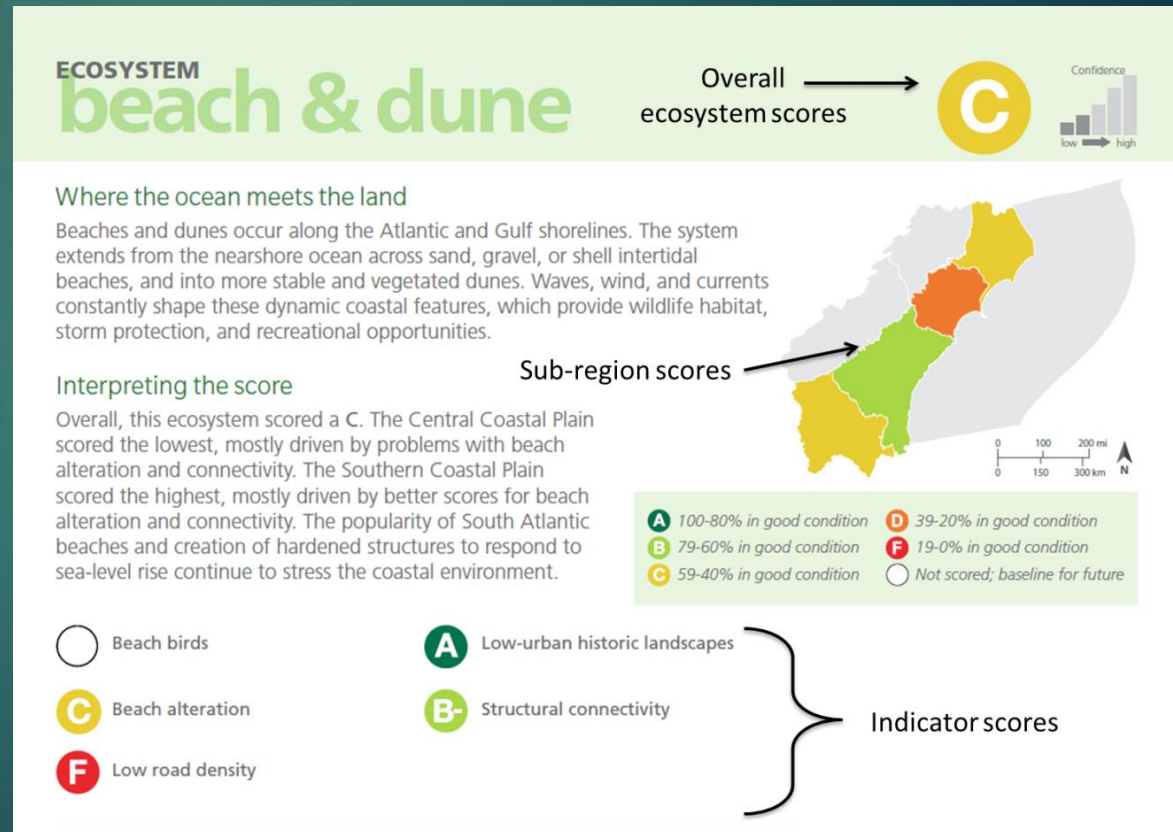 ECOSYSTEM
beach & dune
Overall
ecosystem scores
C
Confidence
low
high
Where the ocean meets the land
Beaches and dunes occur along the Atlantic and Gulf shorelines. The system
extends from the nearshore ocean across sand, gravel, or shell intertidal
beaches, and into more stable and vegetated dunes. Waves, wind, and currents
constantly shape these dynamic coastal features, which provide wildlife habitat,
storm protection, and recreational opportunities.
Sub-region scores
Interpreting the score
Overall, this ecosystem scored a C. The Central Coastal Plain
scored the lowest, mostly driven by problems with beach
alteration and connectivity. The Southern Coastal Plain
scored the highest, mostly driven by better scores for beach
alteration and connectivity. The popularity of South Atlantic
beaches and creation of hardened structures to respond to
sea-level rise continue to stress the coastal environment.
0 100 200 mi
0 150 300 km
N
A 100-80% in good condition
B 79-60% in good condition
C 59-40% in good condition
D 39-20% in good condition
F 19-0% in good condition
Not scored; baseline for future
Beach birds
C Beach alteration
F Low road density
A Low-urban historic landscapes
B- Structural connectivity
Indicator scores